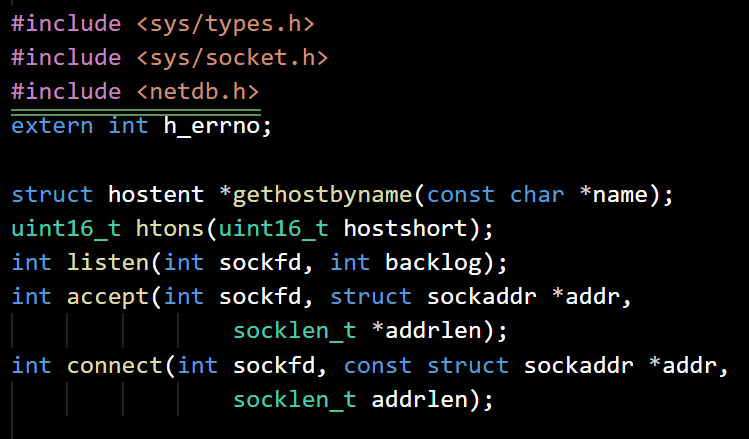 #include <sys/types.h>
#include <sys/socket.h>
#include <netdb.h>
extern int h_errno;
struct hostent *gethostbyname(const char *name);
uint16_t htons(uint16_t hostshort);
int listen(int sockfd, int backlog);
int accept(int sockfd, struct sockaddr *addr,
                socklen_t *addrlen);
int connect(int sockfd, const struct sockaddr *addr,
                socklen_t addrlen);